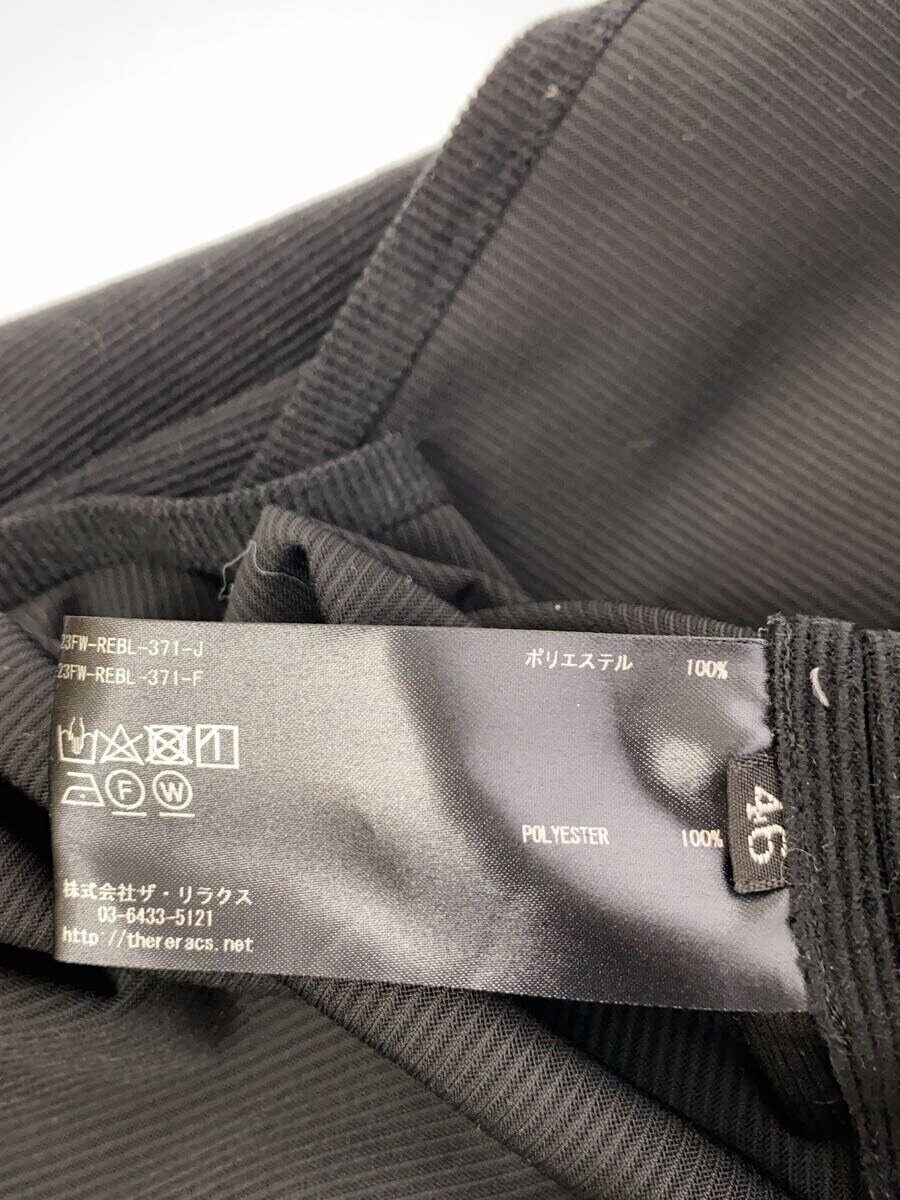 23FW-REBL-371-J
23FW-REBL-371-F
ポリエステル 100%
POLYESTER 100%
F W
株式会社ザ・リラクス
03-6433-5121
http://thereracs.net
46